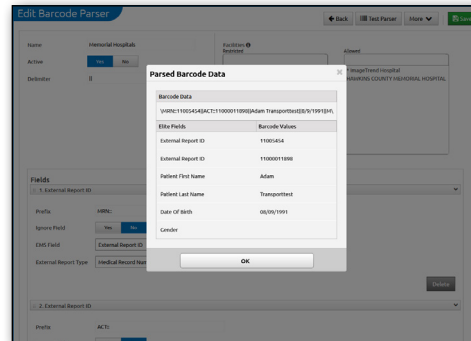 Edit Barcode Parser
Back
Test Parser
More
Save
Name
Memorial Hospitals
Facilities
Restricted
Allowed
Active
Yes No
ImageTrend Hospital
HAWKINS COUNTY MEMORIAL HOSPITAL
Delimiter
||
Parsed Barcode Data
Barcode Data
\MRN::11005454||ACT::11000011898||Adam Transporttest||8/9/1991||M\
Elite Fields Barcode Values
External Report ID 11005454
External Report ID 11000011898
Patient First Name Adam
Patient Last Name Transporttest
Date Of Birth 08/09/1991
Gender
OK
Fields
1. External Report ID
Prefix MRN::
Ignore Field Yes No
EMS Field External Report ID
External Report Type Medical Record
Delete
2. External Report ID
Prefix ACT::